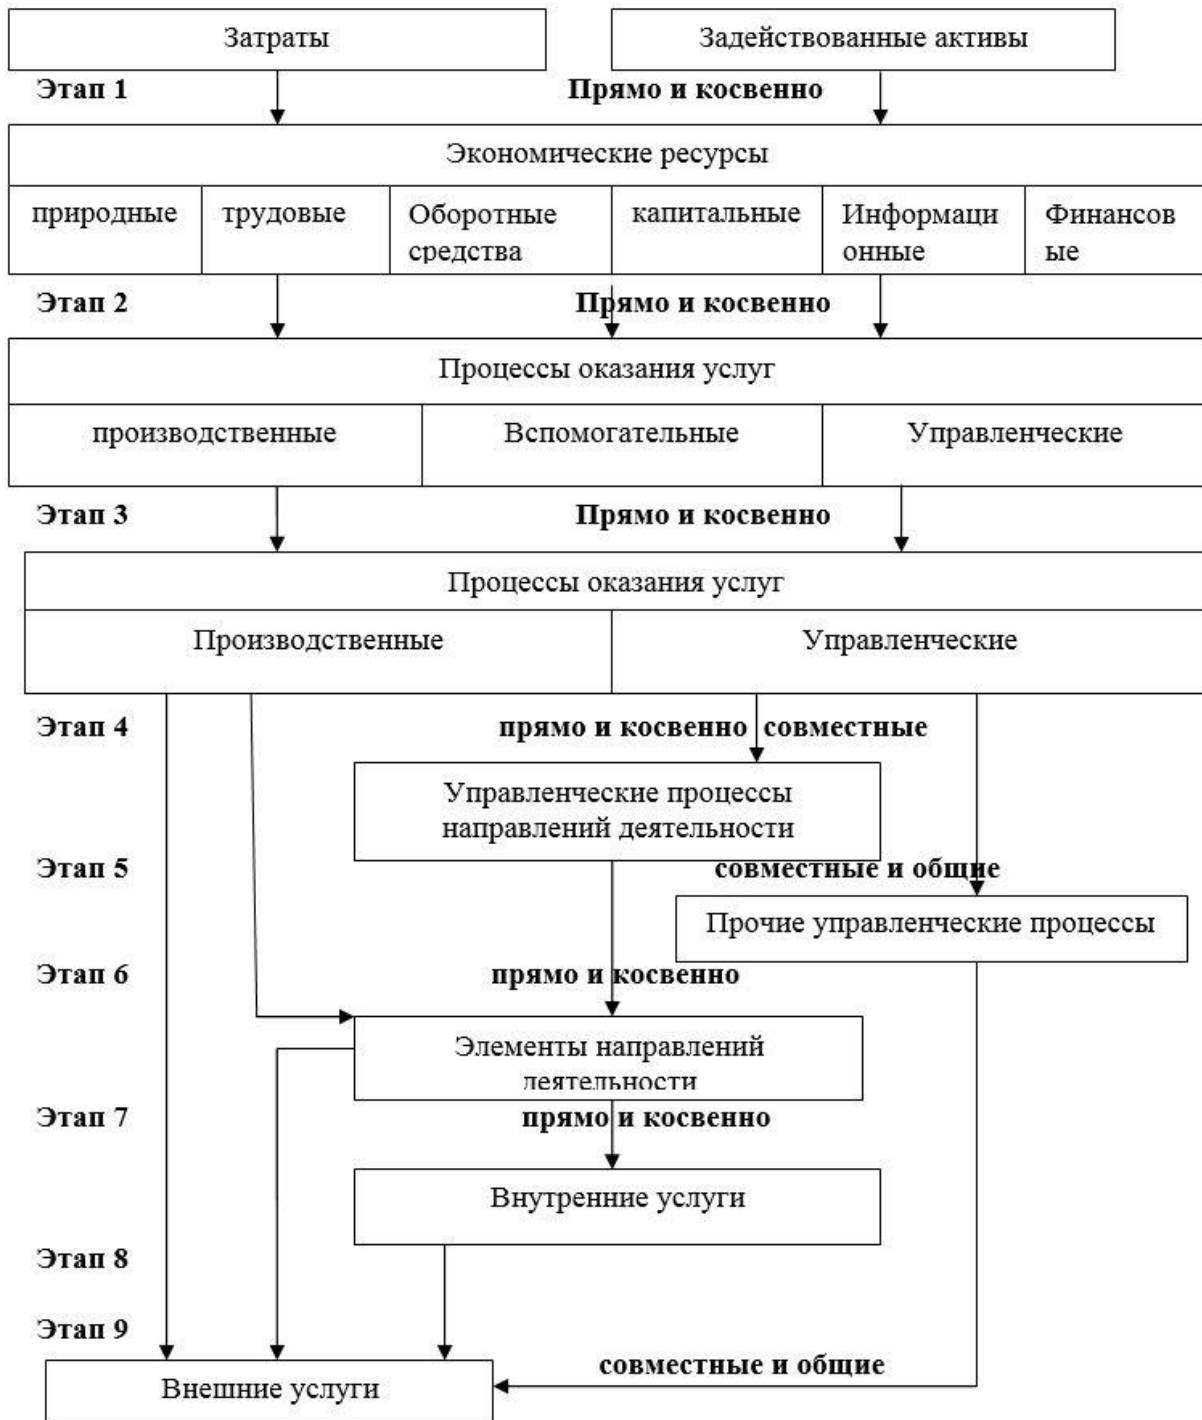 Затраты
Задействованные активы
Этап 1
Прямо и косвенно
Экономические ресурсы
природные
трудовые
Оборотные
средства
капитальные
Информаци
онные
Финансов
ые
Этап 2
Прямо и косвенно
Процессы оказания услуг
производственные
Вспомогательные
Управленческие
Этап 3
Прямо и косвенно
Процессы оказания услуг
Производственные
Управленческие
Этап 4
прямо и косвенно совместные
Управленческие процессы
направлений деятельности
Этап 5
совместные и общие
Прочие управленческие процессы
Этап 6
прямо и косвенно
Элементы направлений
деятельности
Этап 7
прямо и косвенно
Внутренние услуги
Этап 8
Этап 9
совместные и общие
Внешние услуги